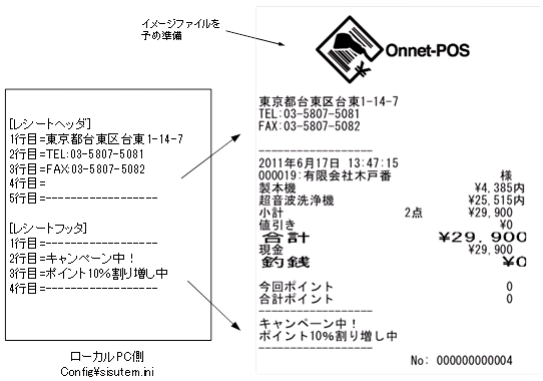 イメージファイルを
予め準備
[レシートヘッダ]
1行目=東京都台東区台東1-14-7
2行目=TEL:03-5807-5081
3行目=FAX:03-5807-5082
4行目=
5行目=------------------
[レシートフッタ]
1行目=------------------
2行目=キャンペーン中！
3行目=ポイント10%割り増し中
4行目=------------------
ローカルPC側
Config¥sisutem.ini
Onnet-POS
東京都台東区台東1-14-7
TEL:03-5807-5081
FAX:03-5807-5082
------------------
2011年6月17日 13:47:15
000019:有限会社木戸番 様
製本機 ¥4,385内
超音波洗浄機 ¥25,515内
小計 2点 ¥29,900
値引き ¥0
合計 ¥29,900
現金 ¥29,900
釣銭 ¥0
今回ポイント 0
合計ポイント 0
------------------
キャンペーン中！
ポイント10%割り増し中
------------------
No: 000000000004